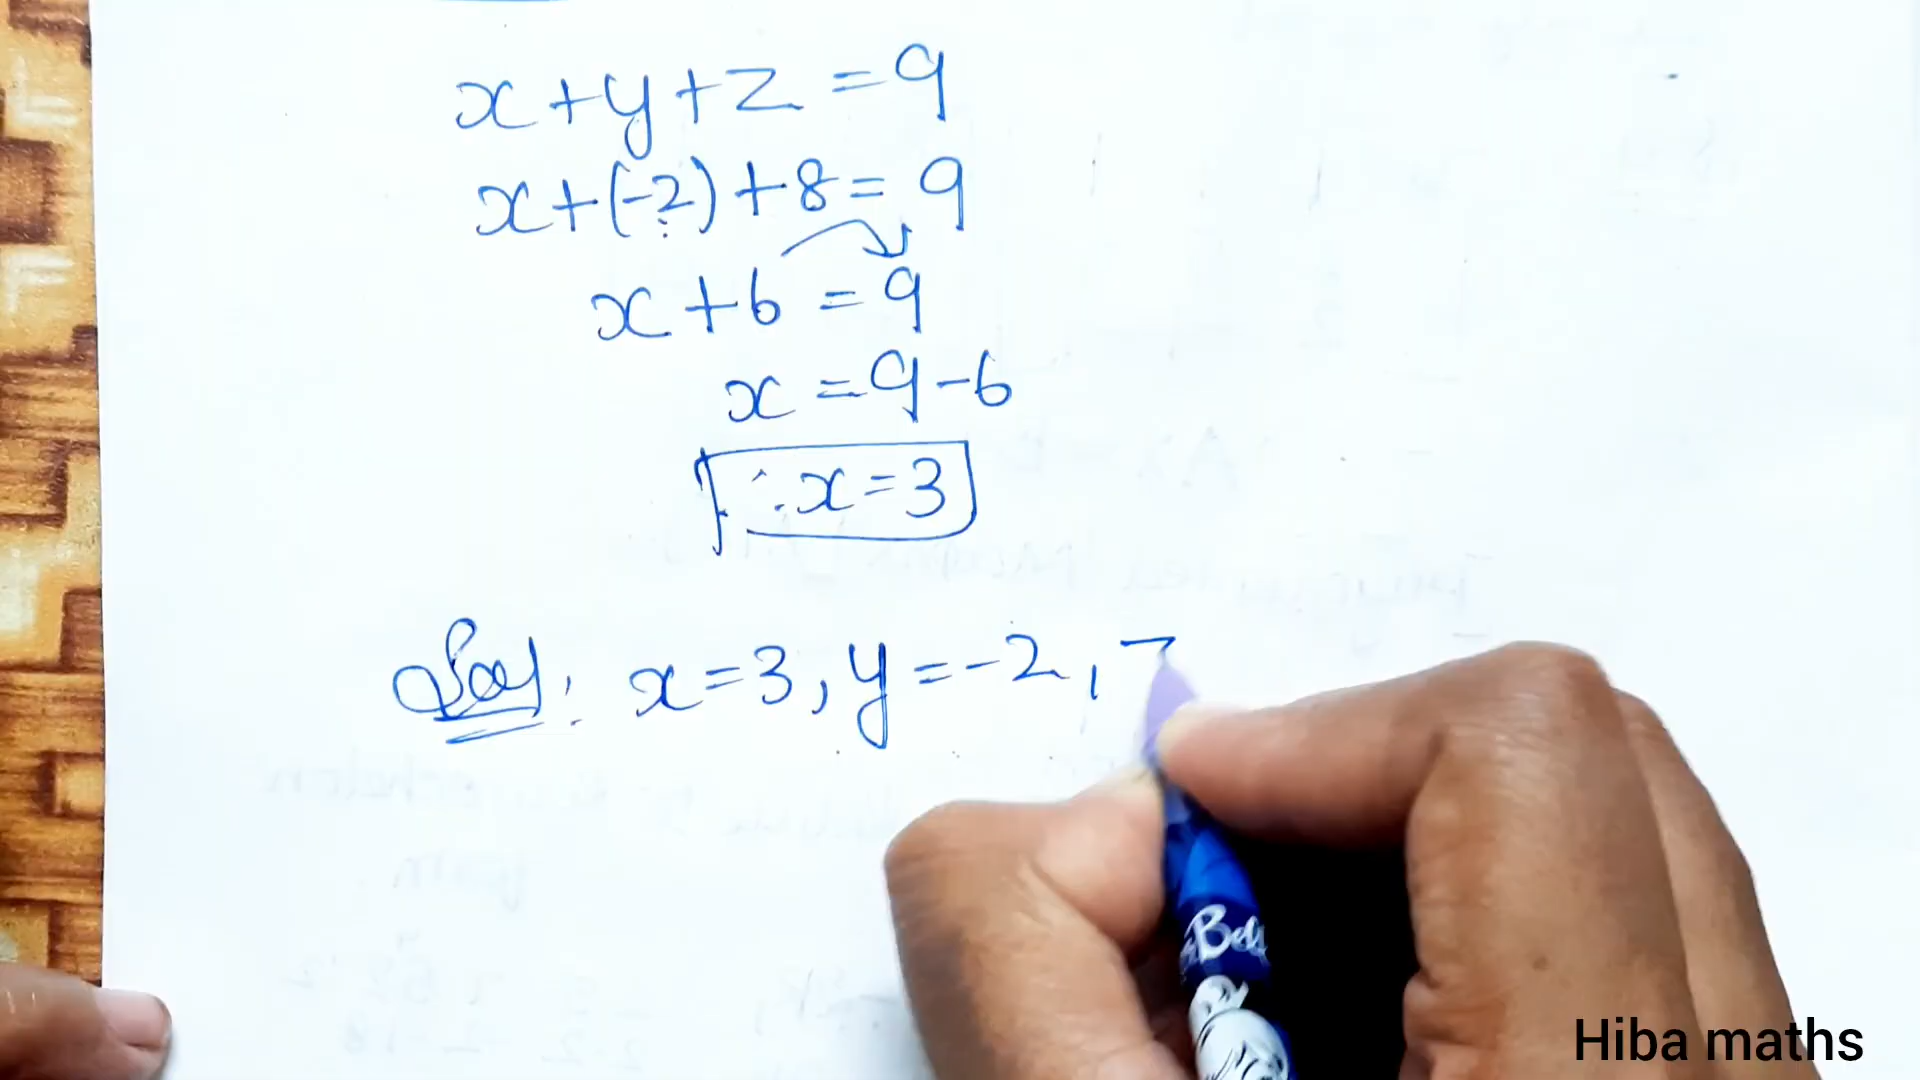 x+y+z=9
x+(-2)+8=9
x+6=9
x=9-6
∴x=3
Sol: x=3, y=-2,
Hiba maths